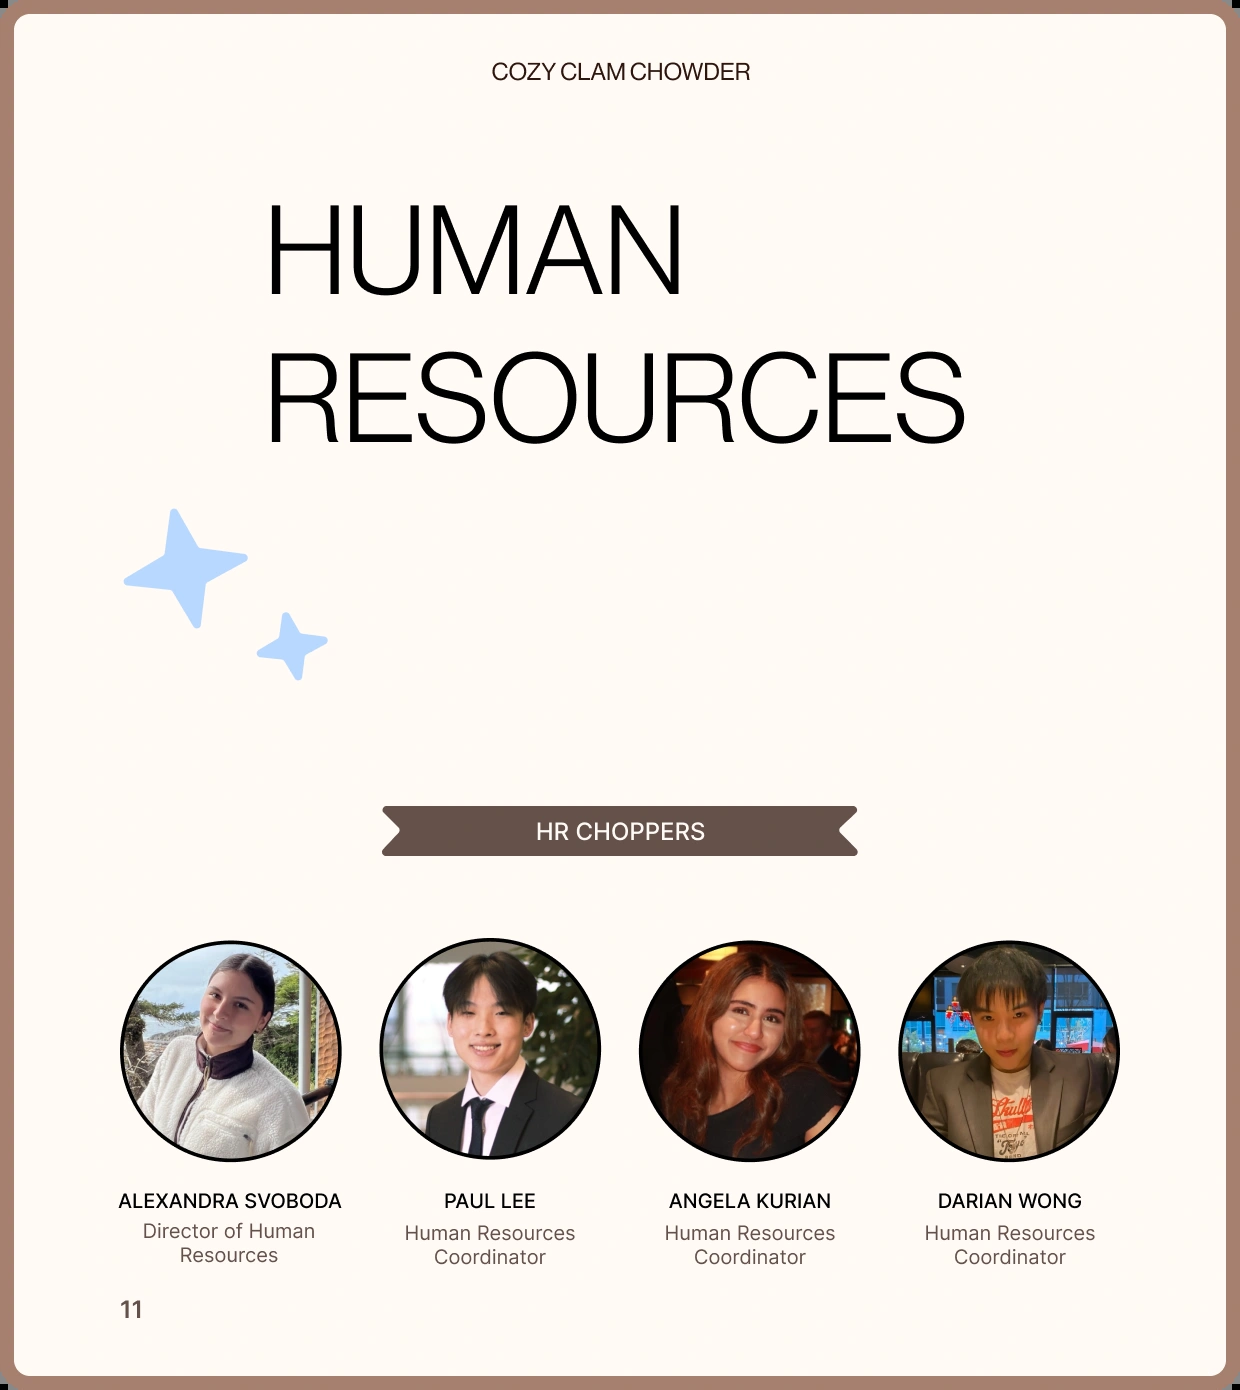 COZY CLAM CHOWDER
HUMAN
RESOURCES
HR CHOPPERS
ALEXANDRA SVOBODA
Director of Human
Resources
PAUL LEE
Human Resources
Coordinator
ANGELA KURIAN
Human Resources
Coordinator
DARIAN WONG
Human Resources
Coordinator
11